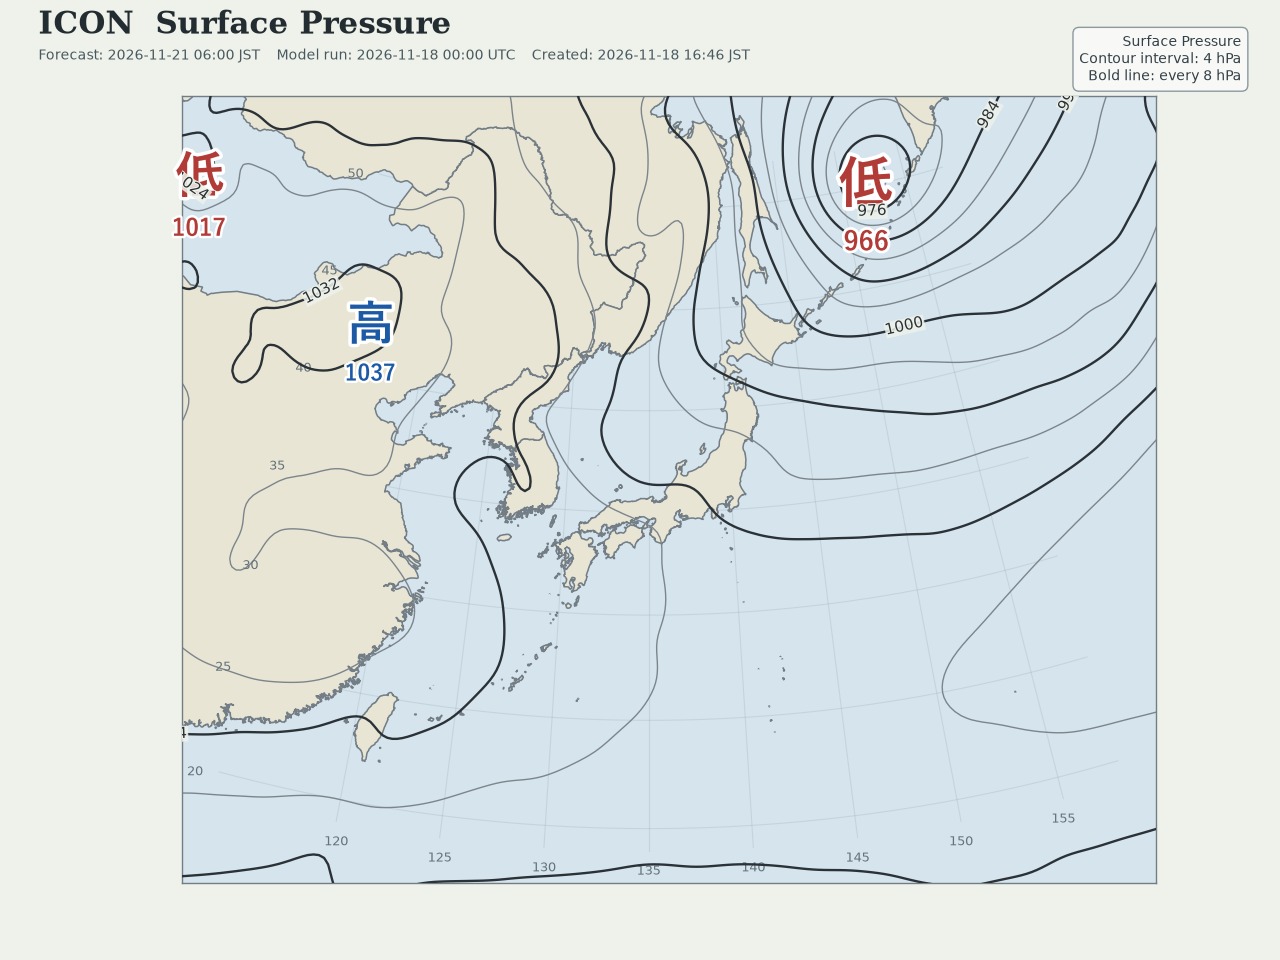 ICON  Surface Pressure
Forecast: 2026-11-21 06:00 JST    Model run: 2026-11-18 00:00 UTC    Created: 2026-11-18 16:46 JST
Surface Pressure
Contour interval: 4 hPa
Bold line: every 8 hPa
984
50
低
低
976
1017
966
45
1032
高
1000
40
1037
35
30
25
20
155
120
125
130
135
140
145
150